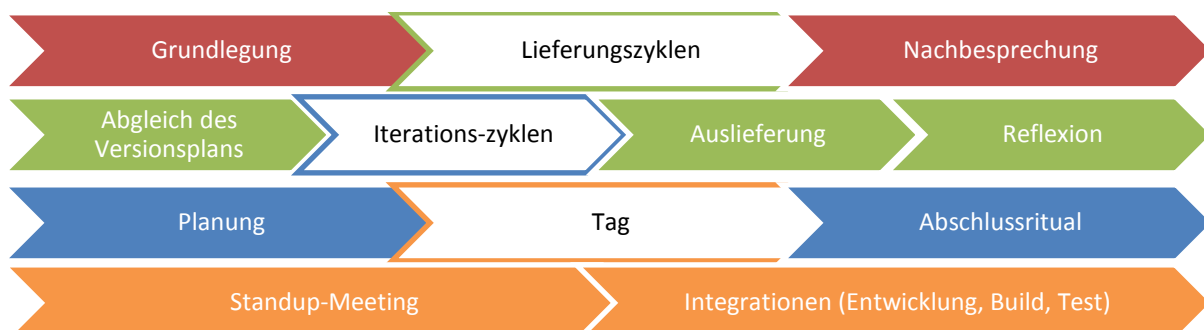 Grundlegung
Lieferungszyklen
Nachbesprechung
Abgleich des
Versionsplans
Iterations-zyklen
Auslieferung
Reflexion
Planung
Tag
Abschlussritual
Standup-Meeting
Integrationen (Entwicklung, Build, Test)